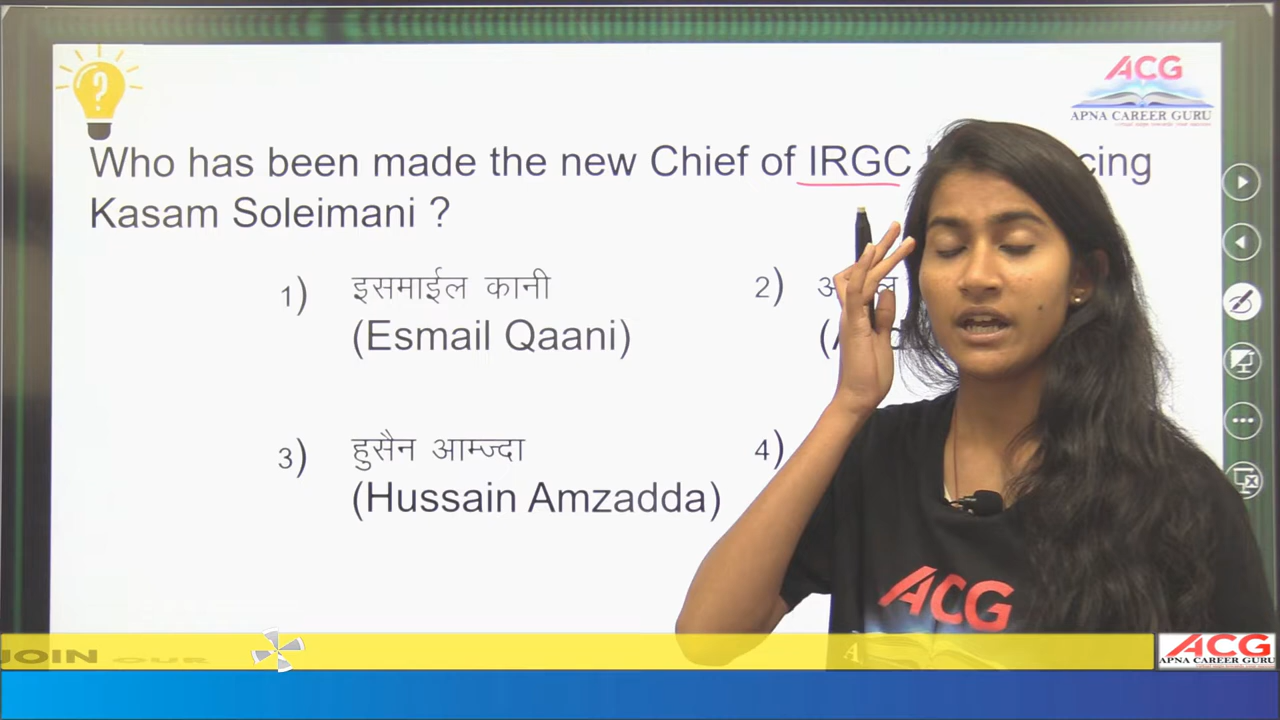 ACG
APNA CAREER GURU
Who has been made the new Chief of IRGC
Kasam Soleimani ?
1) इसमाईल कानी
(Esmail Qaani)
2)
3) हुसैन आम्ज्दा
(Hussain Amzadda)
4)
ACG
JOIN OUR
ACG
APNA CAREER GURU